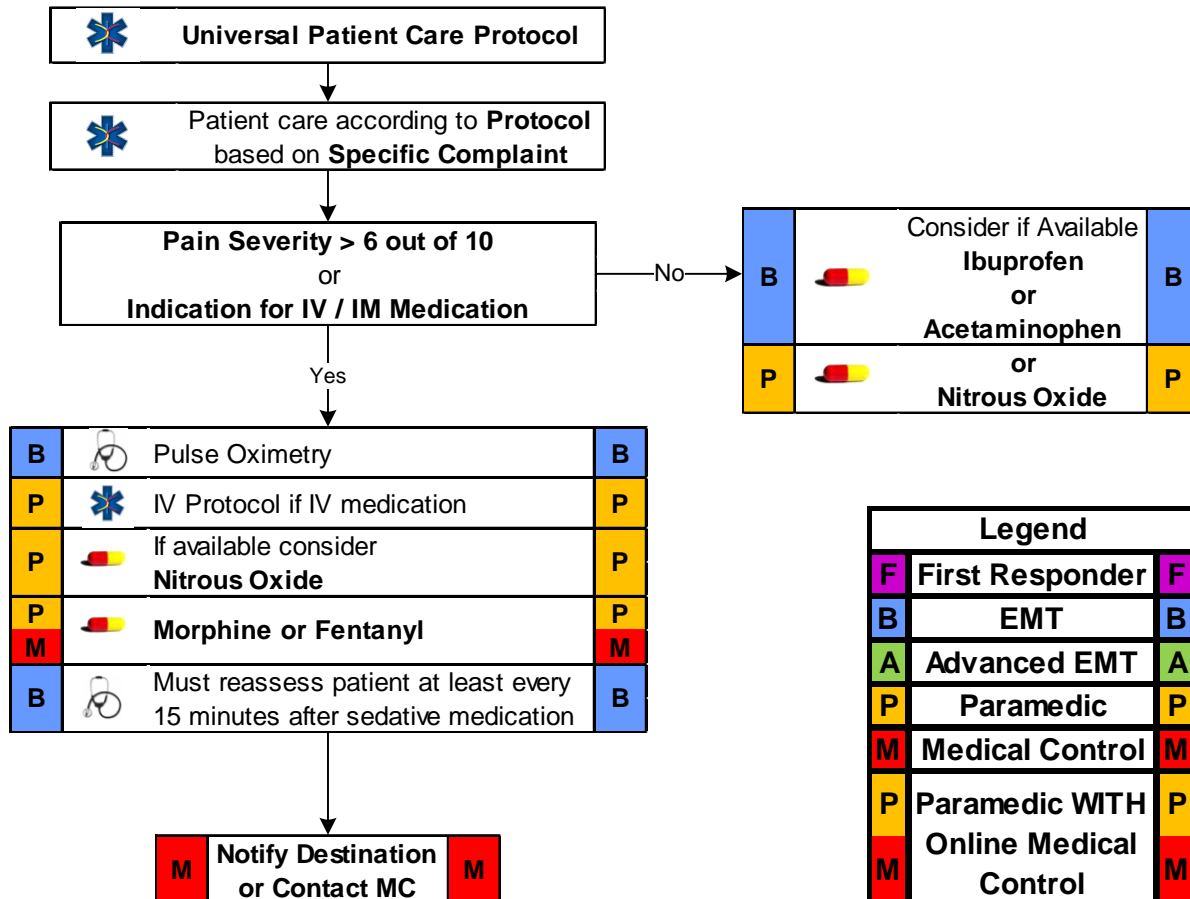 Universal Patient Care Protocol
Patient care according to Protocol
based on Specific Complaint
Pain Severity > 6 out of 10
or
Indication for IV / IM Medication
No
B
Consider if Available
Ibuprofen
or
Acetaminophen
B
P
or
Nitrous Oxide
P
Yes
B Pulse Oximetry B
P IV Protocol if IV medication P
P
If available consider
Nitrous Oxide
P
P
M
Morphine or Fentanyl
P
M
B
Must reassess patient at least every
15 minutes after sedative medication
B
M
Notify Destination
or Contact MC
M
Legend
F First Responder F
B EMT B
A Advanced EMT A
P Paramedic P
M Medical Control M
P Paramedic WITH P
Online Medical
M Control M